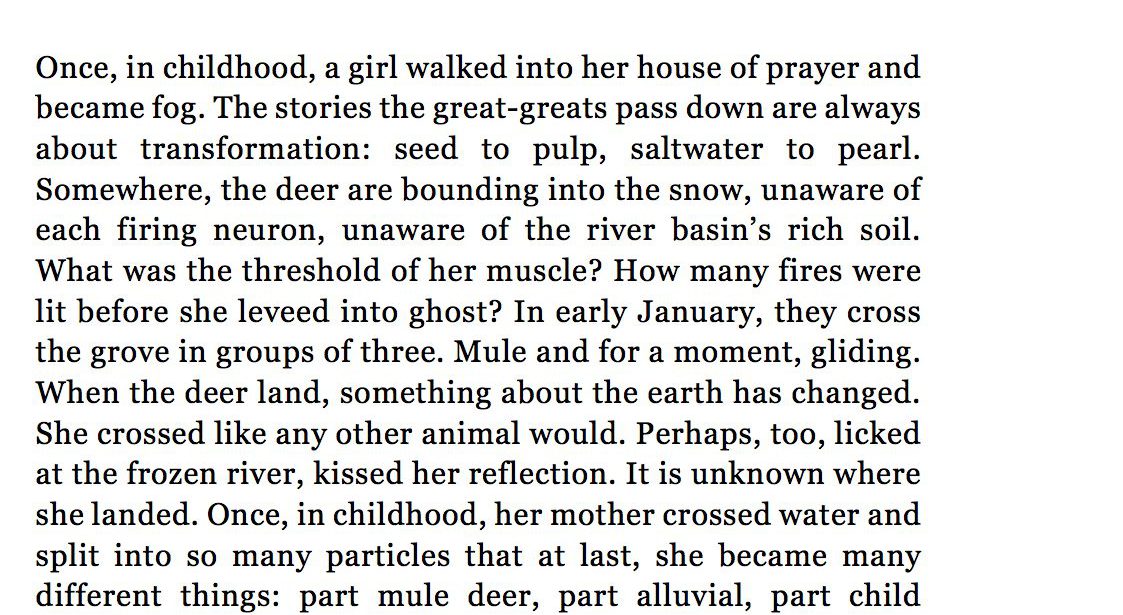 Once, in childhood, a girl walked into her house of prayer and
became fog. The stories the great-greats pass down are always
about transformation: seed to pulp, saltwater to pearl.
Somewhere, the deer are bounding into the snow, unaware of
each firing neuron, unaware of the river basin’s rich soil.
What was the threshold of her muscle? How many fires were
lit before she leveed into ghost? In early January, they cross
the grove in groups of three. Mule and for a moment, gliding.
When the deer land, something about the earth has changed.
She crossed like any other animal would. Perhaps, too, licked
at the frozen river, kissed her reflection. It is unknown where
she landed. Once, in childhood, her mother crossed water and
split into so many particles that at last, she became many
different things: part mule deer, part alluvial, part child